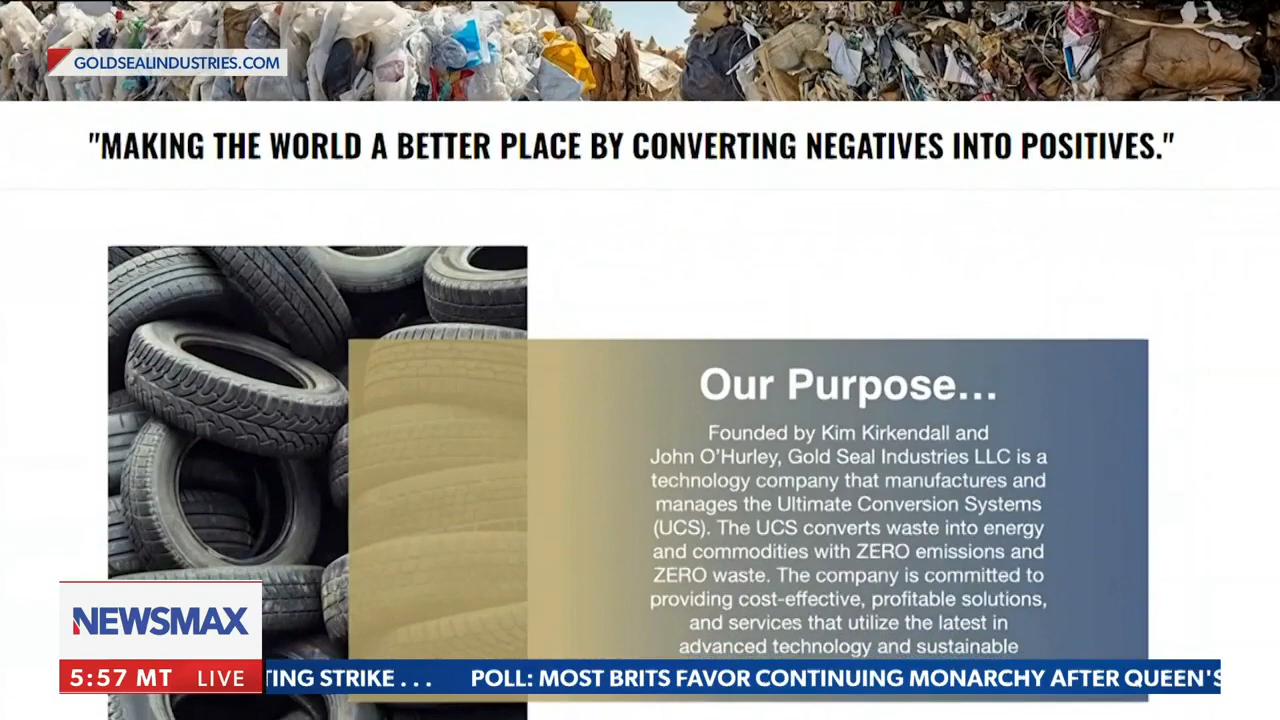 GOLDSEALINDUSTRIES.COM
"MAKING THE WORLD A BETTER PLACE BY CONVERTING NEGATIVES INTO POSITIVES."
Our Purpose...
Founded by Kim Kirkendall and
John O'Hurley, Gold Seal Industries LLC is a
technology company that manufactures and
manages the Ultimate Conversion Systems
(UCS). The UCS converts waste into energy
and commodities with ZERO emissions and
ZERO waste. The company is committed to
providing cost-effective, profitable solutions,
and services that utilize the latest in
advanced technology and sustainable
NEWSMAX
5:57 MT LIVE
TING STRIKE . . . POLL: MOST BRITS FAVOR CONTINUING MONARCHY AFTER QUEEN'S